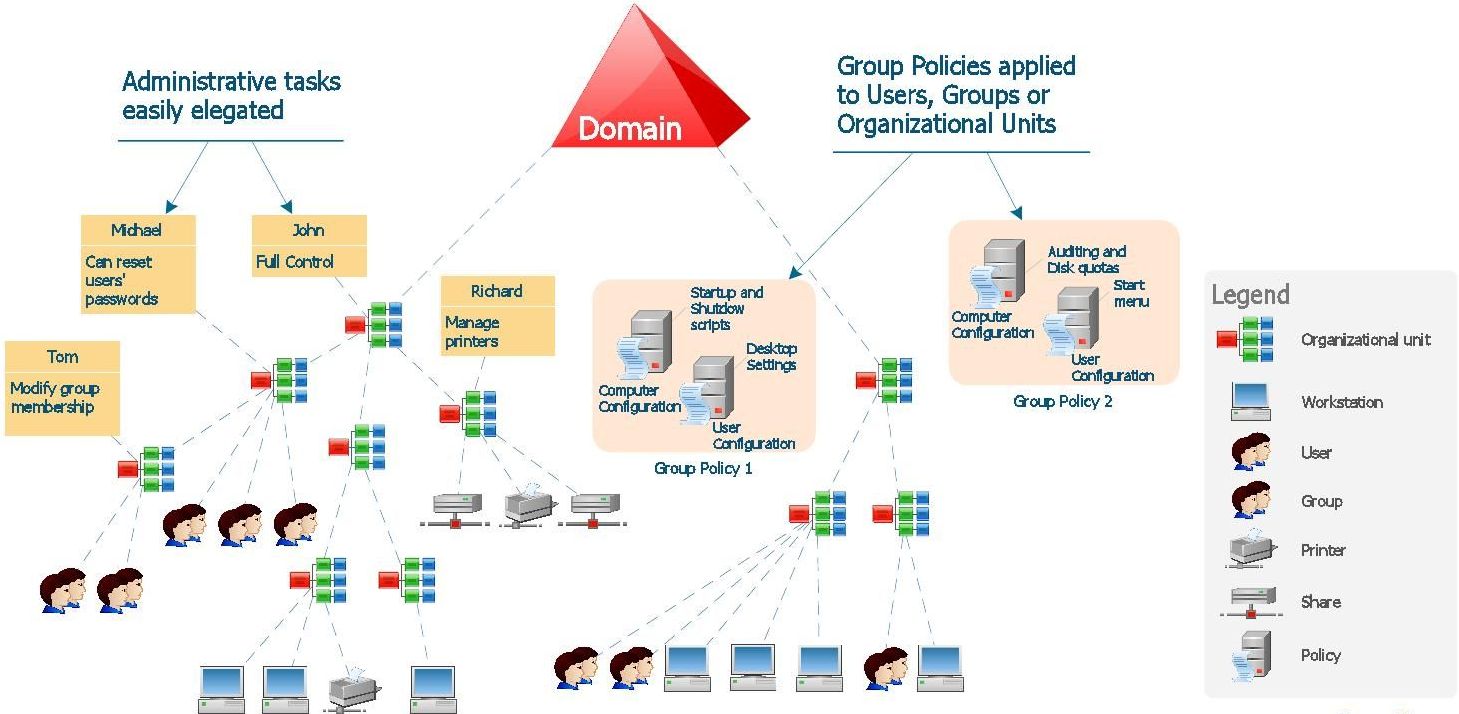 Administrative tasks
easily elegated
Domain
Group Policies applied
to Users, Groups or
Organizational Units
Michael
Can reset
users'
passwords
John
Full Control
Richard
Manage
printers
Tom
Modify group
membership
Startup and
Shutdow
scripts
Computer
Configuration
Desktop
Settings
User
Configuration
Group Policy 1
Auditing and
Disk quotas
Computer
Configuration
Start
menu
User
Configuration
Group Policy 2
Legend
Organizational unit
Workstation
User
Group
Printer
Share
Policy